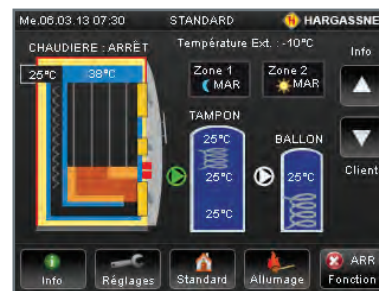 Me.06.03.13 07:30 STANDARD HARGASSNE
CHAUDIERE : ARRÊT
Température Ext. : -10°C
Info
25°C 38°C
Zone 1
MAR
Zone 2
MAR
TAMPON
25°C
25°C
25°C
BALLON
25°C
Client
Info
Réglages
Standard
Allumage
ARR
Fonction